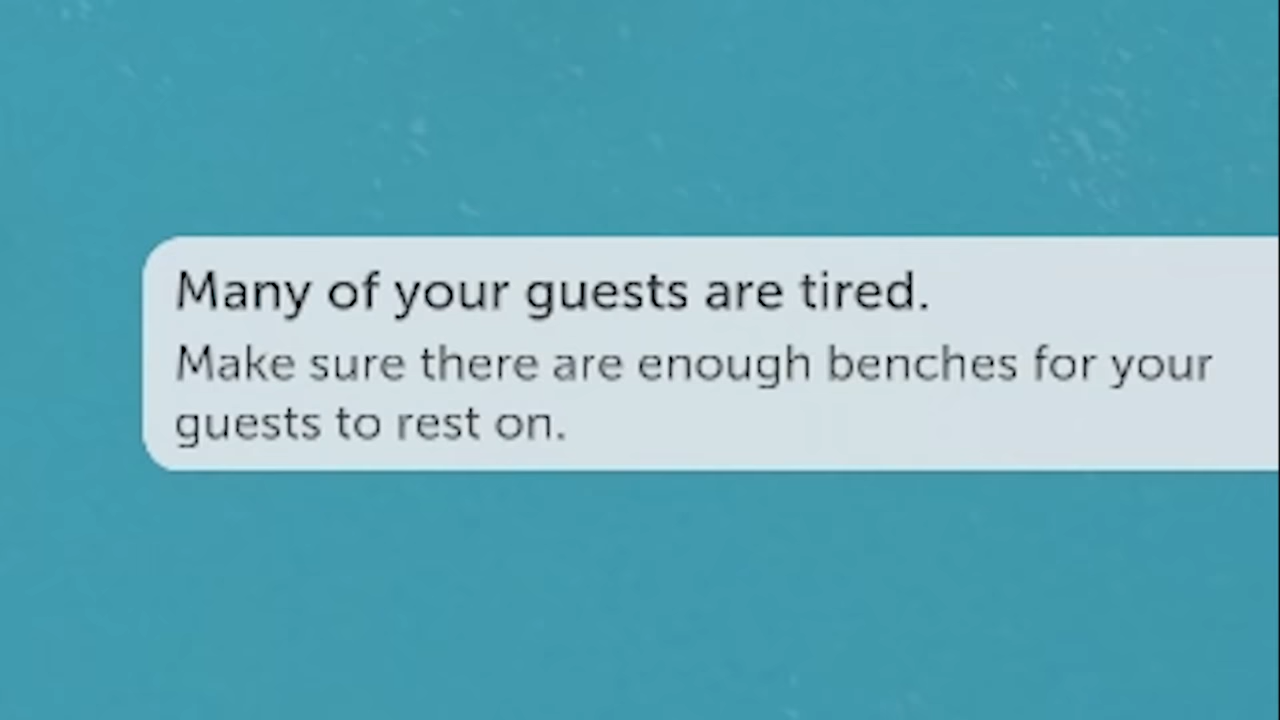 Many of your guests are tired.
Make sure there are enough benches for your
guests to rest on.